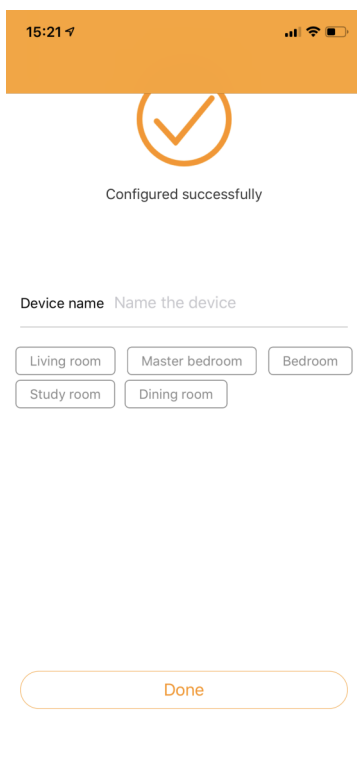 15:21
Configured successfully
Device name Name the device
Living room Master bedroom Bedroom
Study room Dining room
Done